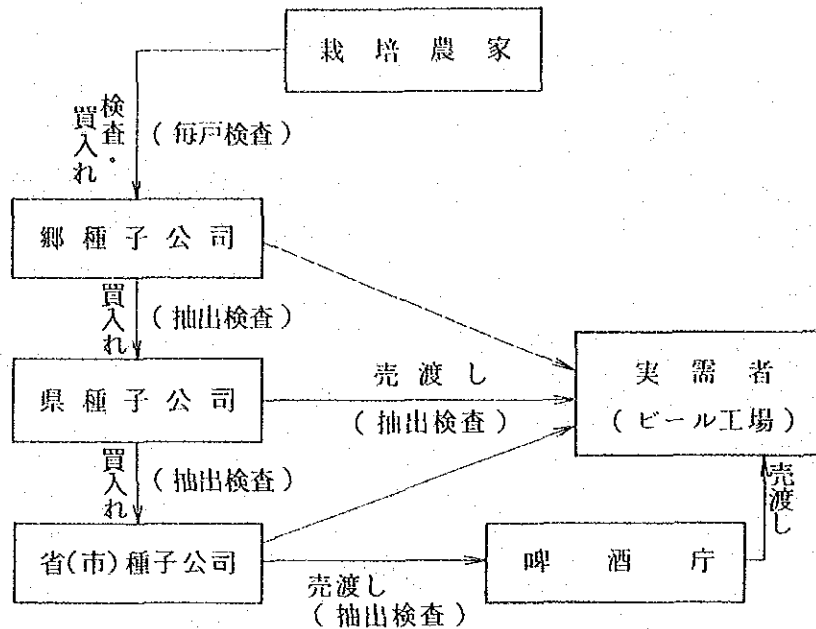 栽培農家
検査・
買入れ
(毎戸検査)
郷種子公司
買入れ
(抽出検査)
県種子公司
売渡し
(抽出検査)
実需者
(ビール工場)
買入れ
(抽出検査)
売渡し
省(市)種子公司
啤酒庁
売渡し
(抽出検査)